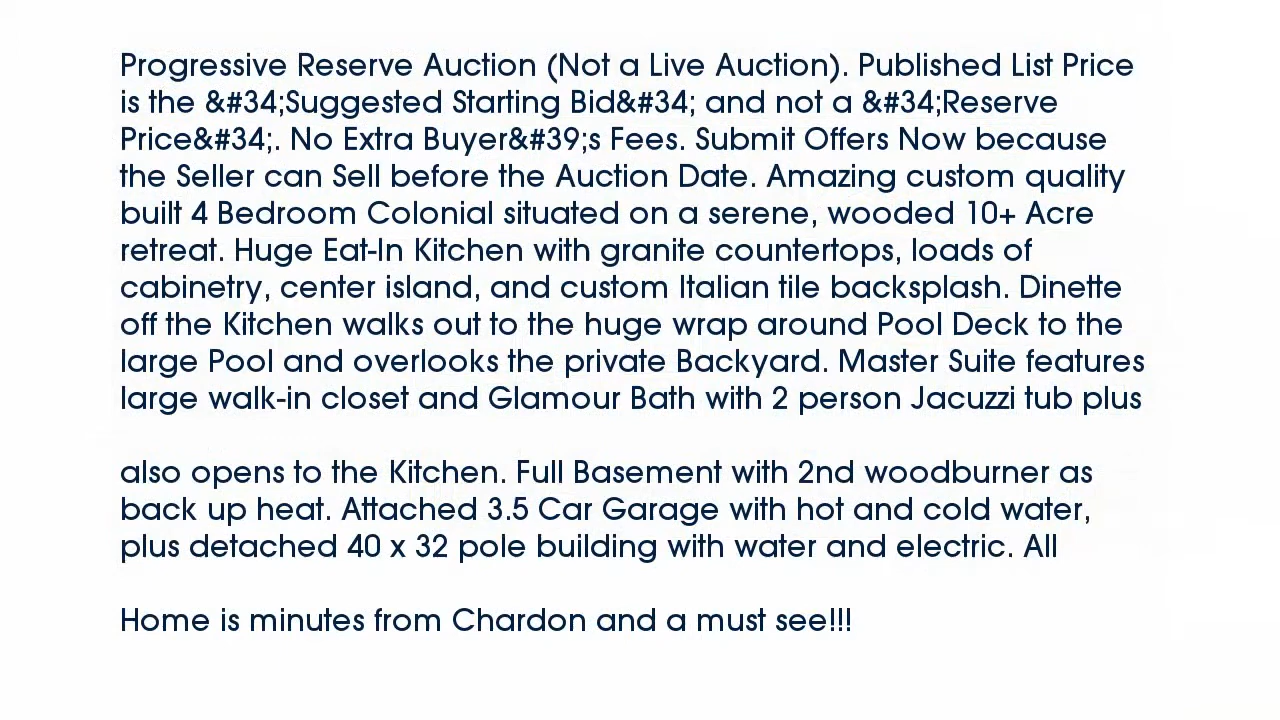 Progressive Reserve Auction (Not a Live Auction). Published List Price
is the &#34;Suggested Starting Bid&#34; and not a &#34;Reserve
Price&#34;. No Extra Buyer&#39;s Fees. Submit Offers Now because
the Seller can Sell before the Auction Date. Amazing custom quality
built 4 Bedroom Colonial situated on a serene, wooded 10+ Acre
retreat. Huge Eat-In Kitchen with granite countertops, loads of
cabinetry, center island, and custom Italian tile backsplash. Dinette
off the Kitchen walks out to the huge wrap around Pool Deck to the
large Pool and overlooks the private Backyard. Master Suite features
large walk-in closet and Glamour Bath with 2 person Jacuzzi tub plus
also opens to the Kitchen. Full Basement with 2nd woodburner as
back up heat. Attached 3.5 Car Garage with hot and cold water,
plus detached 40 x 32 pole building with water and electric. All
Home is minutes from Chardon and a must see!!!